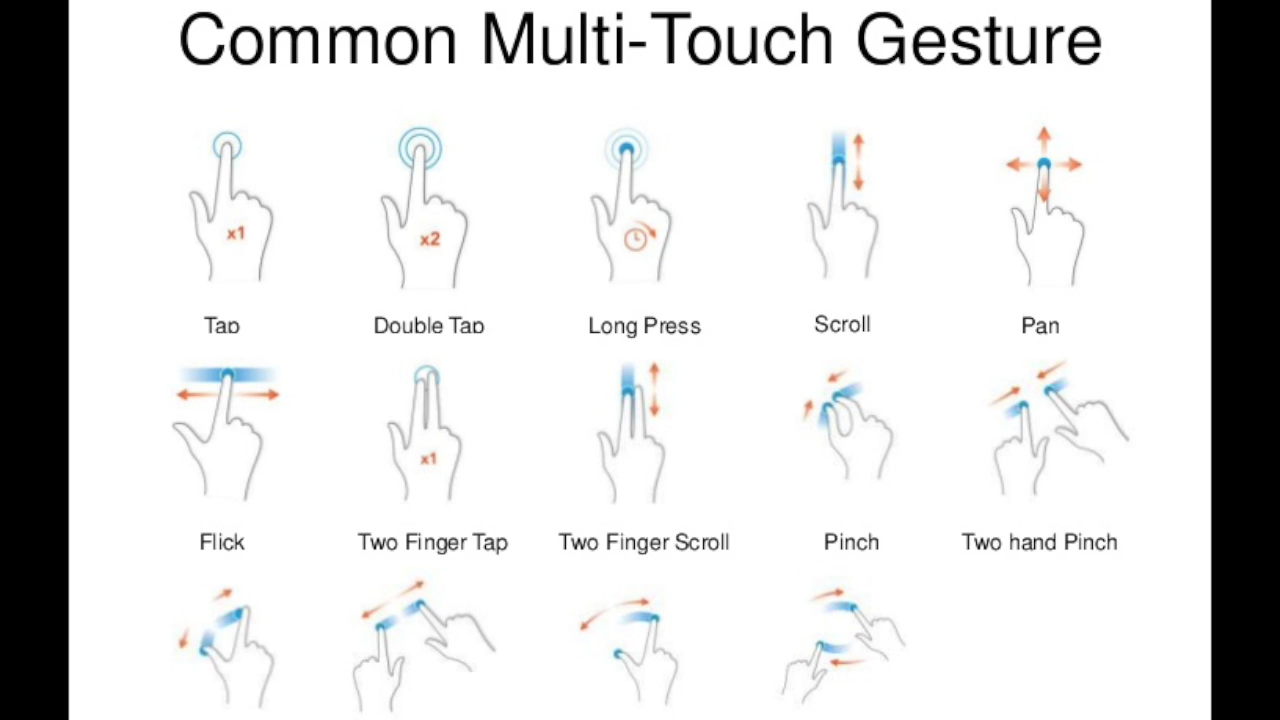 Common Multi-Touch Gesture
x1
x2
Tap
Double Tap
Long Press
Scroll
Pan
x1
Flick
Two Finger Tap
Two Finger Scroll
Pinch
Two hand Pinch